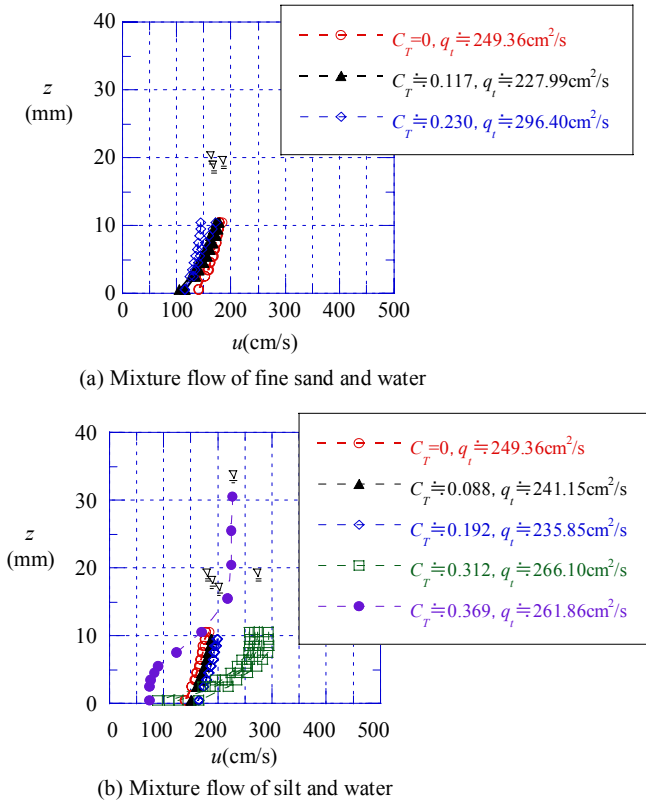 40
z
(mm)
30
20
10
0
C_T=0, q_t≒249.36cm²/s
C_T≒0.117, q_t≒227.99cm²/s
C_T≒0.230, q_t≒296.40cm²/s
0 100 200 300 400 500
u(cm/s)
(a) Mixture flow of fine sand and water
40
z
(mm)
30
20
10
0
C_T=0, q_t≒249.36cm²/s
C_T≒0.088, q_t≒241.15cm²/s
C_T≒0.192, q_t≒235.85cm²/s
C_T≒0.312, q_t≒266.10cm²/s
C_T≒0.369, q_t≒261.86cm²/s
0 100 200 300 400 500
u(cm/s)
(b) Mixture flow of silt and water